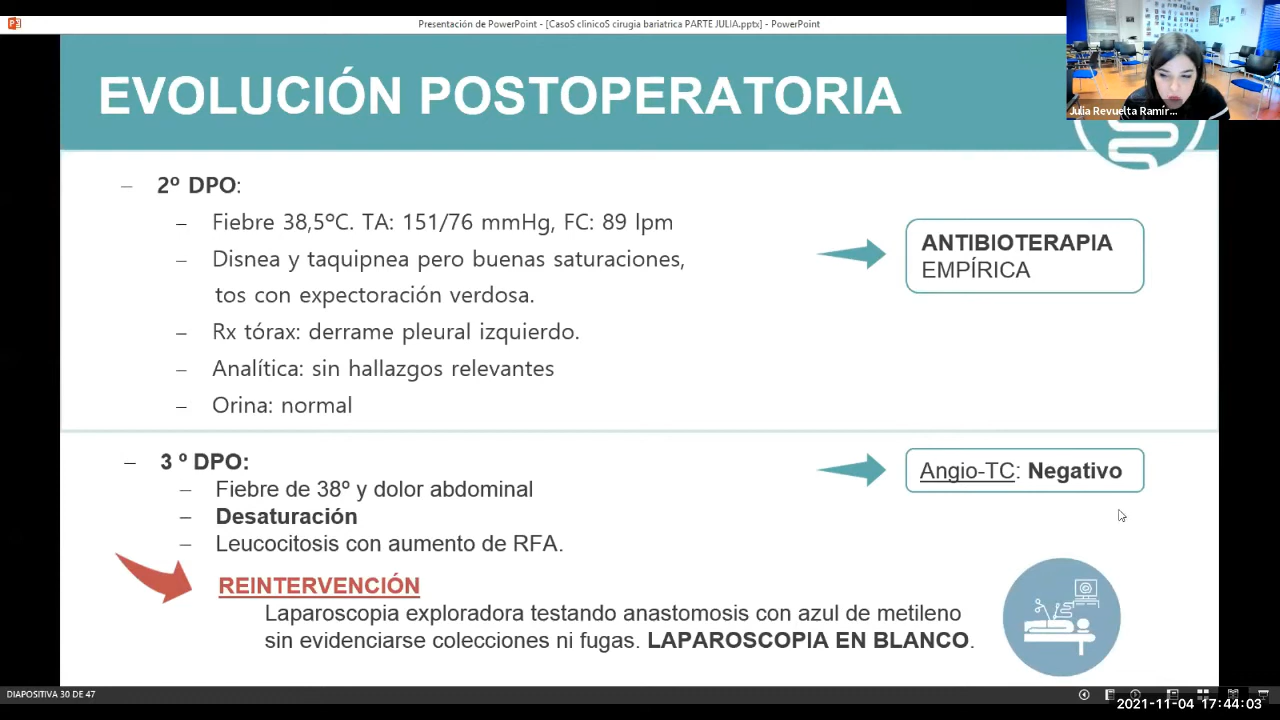 Presentación de PowerPoint - [CasoS clinicoS cirugia bariatrica PARTE JULIA.pptx] - PowerPoint
Julia Revuelta Ramír...
EVOLUCIÓN POSTOPERATORIA
– 2º DPO:
– Fiebre 38,5ºC. TA: 151/76 mmHg, FC: 89 lpm
– Disnea y taquipnea pero buenas saturaciones,
tos con expectoración verdosa.
– Rx tórax: derrame pleural izquierdo.
– Analítica: sin hallazgos relevantes
– Orina: normal
ANTIBIOTERAPIA
EMPÍRICA
– 3 º DPO:
– Fiebre de 38º y dolor abdominal
– Desaturación
– Leucocitosis con aumento de RFA.
Angio-TC: Negativo
REINTERVENCIÓN
Laparoscopia exploradora testando anastomosis con azul de metileno
sin evidenciarse colecciones ni fugas. LAPAROSCOPIA EN BLANCO.
DIAPOSITIVA 30 DE 47
2021-11-04 17:44:03